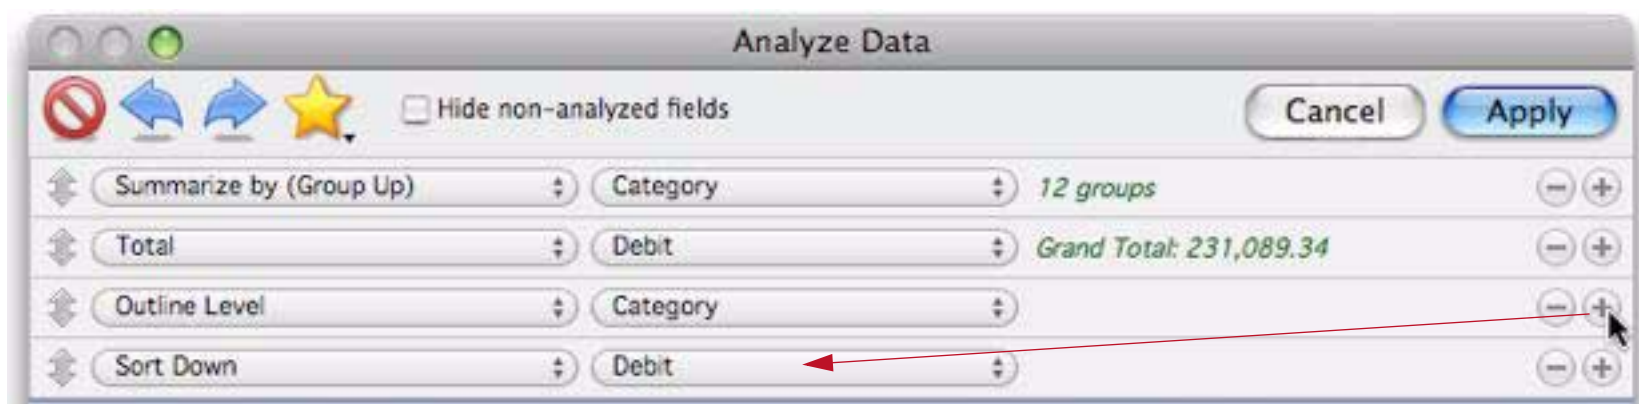 Analyze Data
Hide non-analyzed fields Cancel Apply
Summarize by (Group Up) Category 12 groups
Total Debit Grand Total: 231,089.34
Outline Level Category
Sort Down Debit